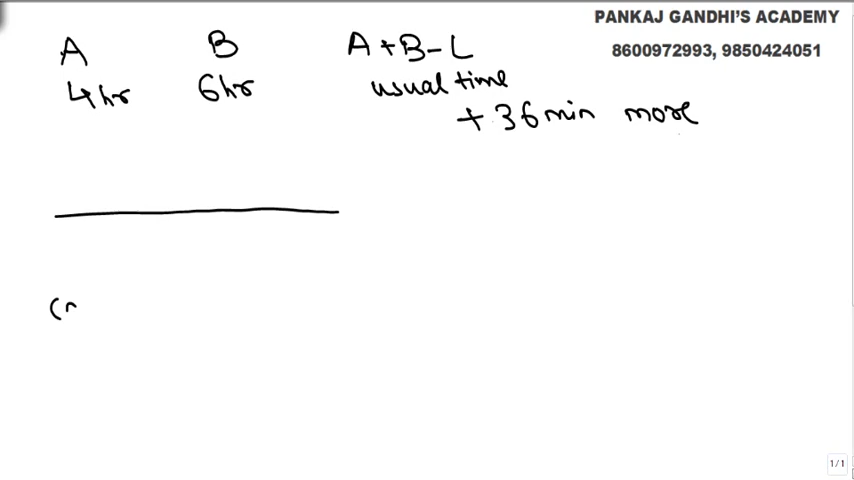 PANKAJ GANDHI'S ACADEMY
8600972993, 9850424051
A B A+B-L
4hr 6hr usual time
+36min more
1/1